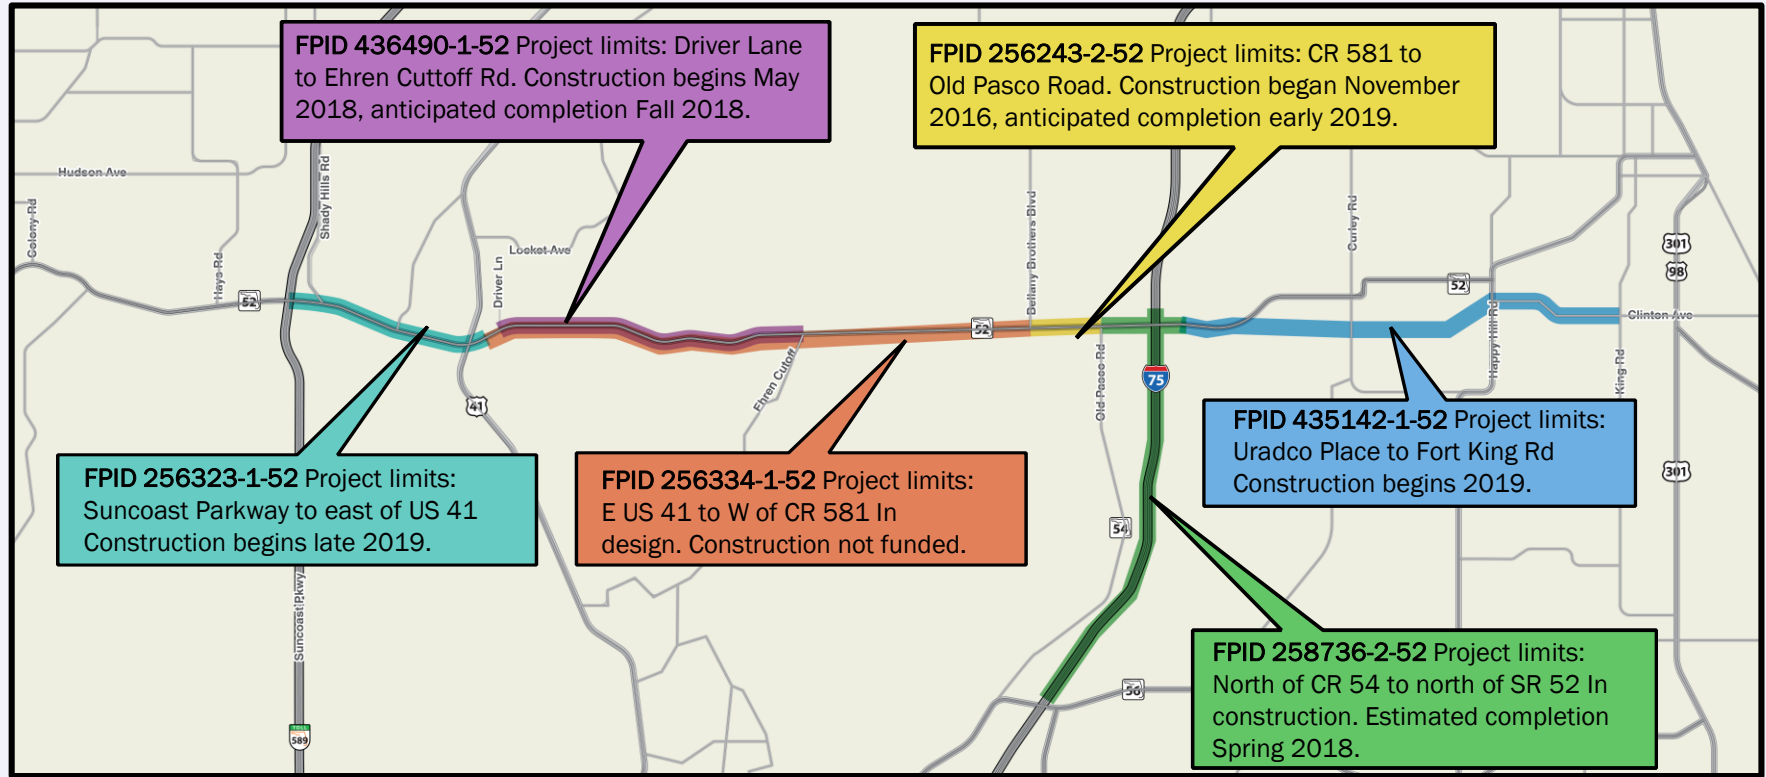 FPID 436490-1-52 Project limits: Driver Lane
to Ehren Cuttoff Rd. Construction begins May
2018, anticipated completion Fall 2018.
FPID 256243-2-52 Project limits: CR 581 to
Old Pasco Road. Construction began November
2016, anticipated completion early 2019.
Hudson Ave
Colony Rd
Hays Rd
Shady Hills Rd
Locket Ave
Driver Ln
Bellamy Brothers Blvd
Curley Rd
301
98
52
52
52
Clinton Ave
Happy Hill Rd
King Rd
Ehren Cutoff
Old Pasco Rd
75
41
FPID 435142-1-52 Project limits:
Uradco Place to Fort King Rd
Construction begins 2019.
FPID 256323-1-52 Project limits:
Suncoast Parkway to east of US 41
Construction begins late 2019.
FPID 256334-1-52 Project limits:
E US 41 to W of CR 581 In
design. Construction not funded.
301
54
Suncoast Pkwy
FPID 258736-2-52 Project limits:
North of CR 54 to north of SR 52 In
construction. Estimated completion
Spring 2018.
56
589